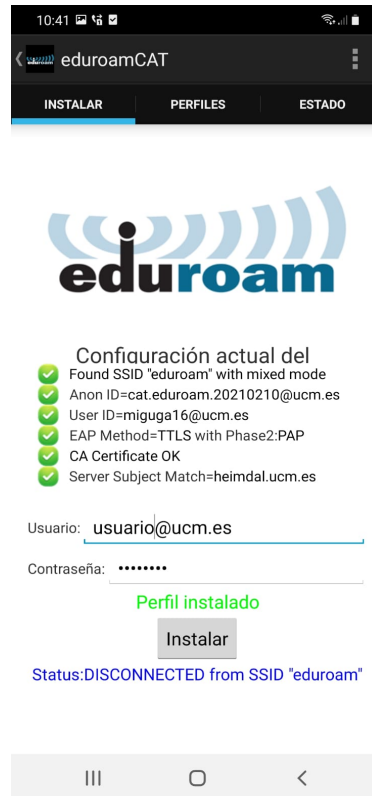 10:41
eduroam eduroamCAT
INSTALAR PERFILES ESTADO
eduroam
Configuración actual del
Found SSID "eduroam" with mixed mode
Anon ID=cat.eduroam.20210210@ucm.es
User ID=miguga16@ucm.es
EAP Method=TTLS with Phase2:PAP
CA Certificate OK
Server Subject Match=heimdal.ucm.es
Usuario: usuario@ucm.es
Contraseña: ••••••••
Perfil instalado
Instalar
Status:DISCONNECTED from SSID "eduroam"